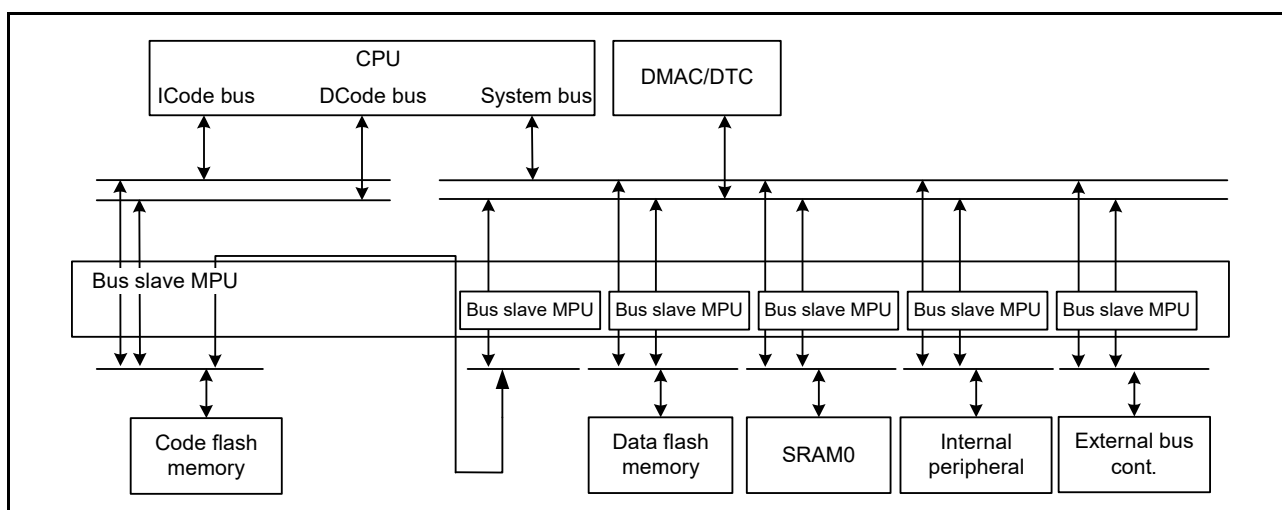 CPU
ICode bus DCode bus System bus
DMAC/DTC
Bus slave MPU
Bus slave MPU
Bus slave MPU
Bus slave MPU
Bus slave MPU
Bus slave MPU
Code flash
memory
Data flash
memory
SRAM0
Internal
peripheral
External bus
cont.